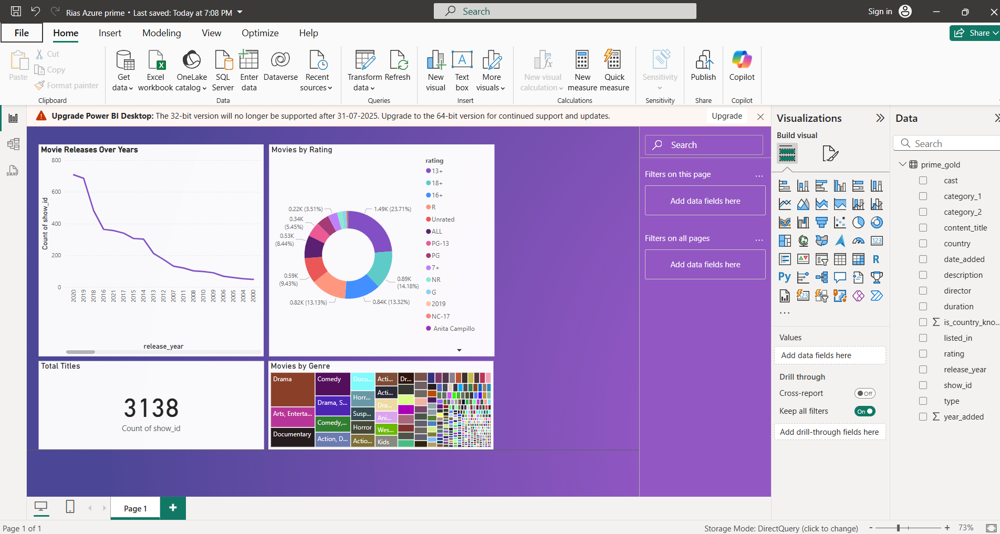 Rias Azure prime • Last saved: Today at 7:08 PM
Search
Sign in
File
Home
Insert
Modeling
View
Optimize
Help
Share
Paste
Cut
Copy
Format painter
Clipboard
Get data
Excel workbook
OneLake catalog
SQL Server
Enter data
Dataverse
Recent sources
Data
Transform data
Refresh
Queries
New visual
Text box
More visuals
Insert
New visual calculation
New measure
Quick measure
Calculations
Sensitivity
Sensitivity
Publish
Share
Copilot
Copilot
Upgrade Power BI Desktop: The 32-bit version will no longer be supported after 31-07-2025. Upgrade to the 64-bit version for continued support and updates.
Upgrade
Movie Releases Over Years
Count of show_id
800
600
400
200
0
2020
2019
2018
2016
2021
2017
2015
2014
2013
2012
2007
2011
2008
2010
2009
2006
2005
2004
2000
release_year
Movies by Rating
0.22K (3.51%)
0.34K (5.45%)
0.53K (8.44%)
0.59K (9.43%)
0.82K (13.13%)
1.49K (23.71%)
0.89K (14.18%)
0.84K (13.32%)
rating
13+
18+
16+
R
Unrated
ALL
PG-13
PG
7+
NR
G
2019
NC-17
Anita Campillo
Total Titles
3138
Count of show_id
Movies by Genre
Drama
Arts, Enterta...
Documentary
Comedy
Drama, S...
Comedy,...
Action, D...
Docu...
Horr...
Susp...
Horror
Actio...
Acti...
Acti...
Dra...
Ani...
Wes...
Kids
Dr...
Search
Filters on this page
...
Add data fields here
Filters on all pages
...
Add data fields here
Visualizations
Build visual
123
R
Py
123
...
Values
Add data fields here
Drill through
Cross-report
Off
Keep all filters
On
Add drill-through fields here
Data
Search
prime_gold
cast
category_1
category_2
content_title
country
date_added
description
director
duration
is_country_kno...
listed_in
rating
release_year
show_id
type
year_added
DAX
Page 1
+
Page 1 of 1
Storage Mode: DirectQuery (click to change)
-
+
73%